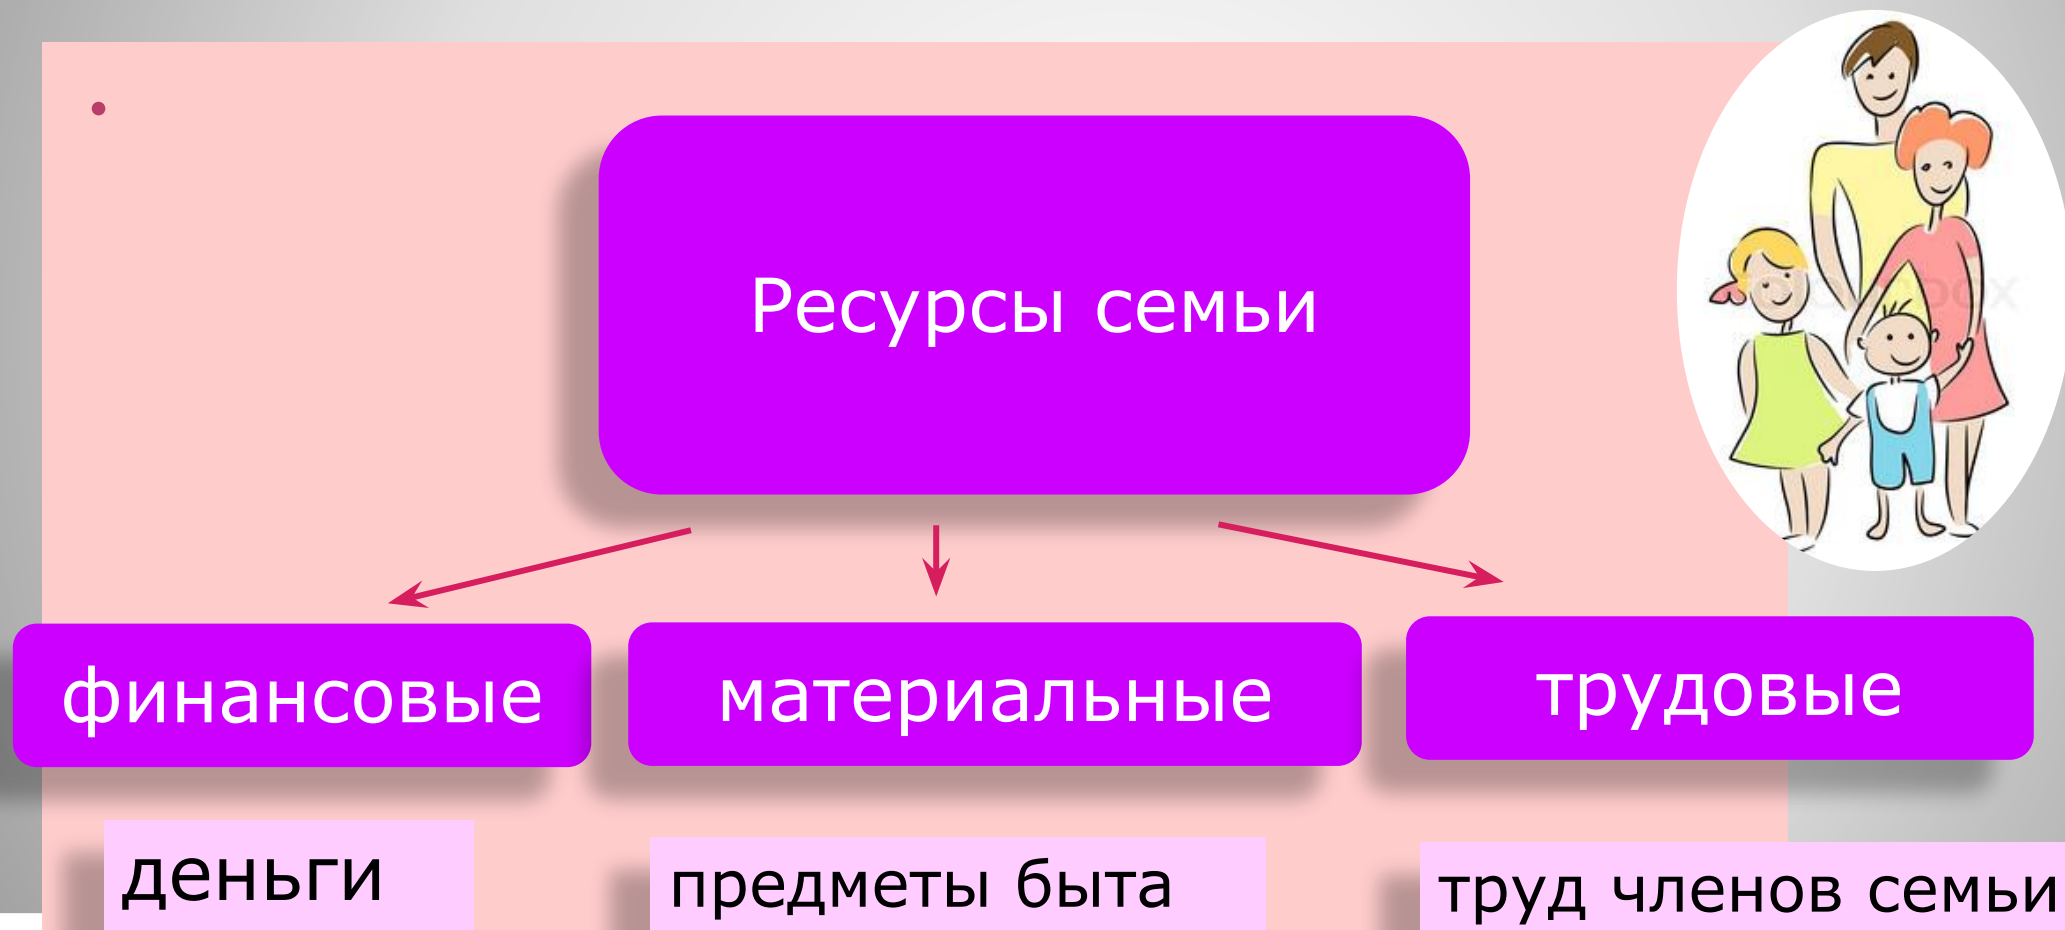 Ресурсы семьи
финансовые
материальные
трудовые
деньги
предметы быта
труд членов семьи